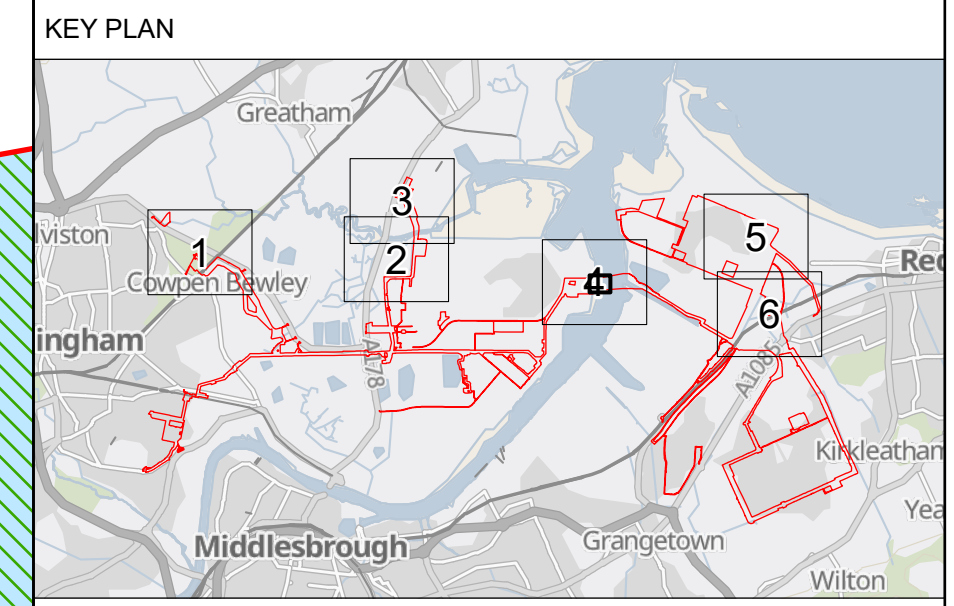 KEY PLAN
Greatham
3
lviston
1
2
5
Red
Cowpen Bewley
4
6
ingham
A178
A1085
Kirkleatham
Yea
Middlesbrough
Grangetown
Wilton